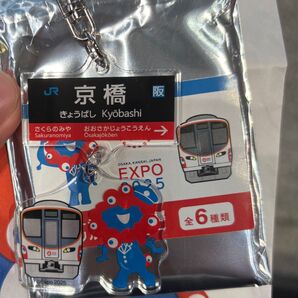 JR 京橋 阪
きょうばし Kyōbashi
さくらのみや おおさかじょうこうえん
Sakuranomiya Osakajōkōen
OSAKA, KANSAI, JAPAN
EXPO
2025
全6種類